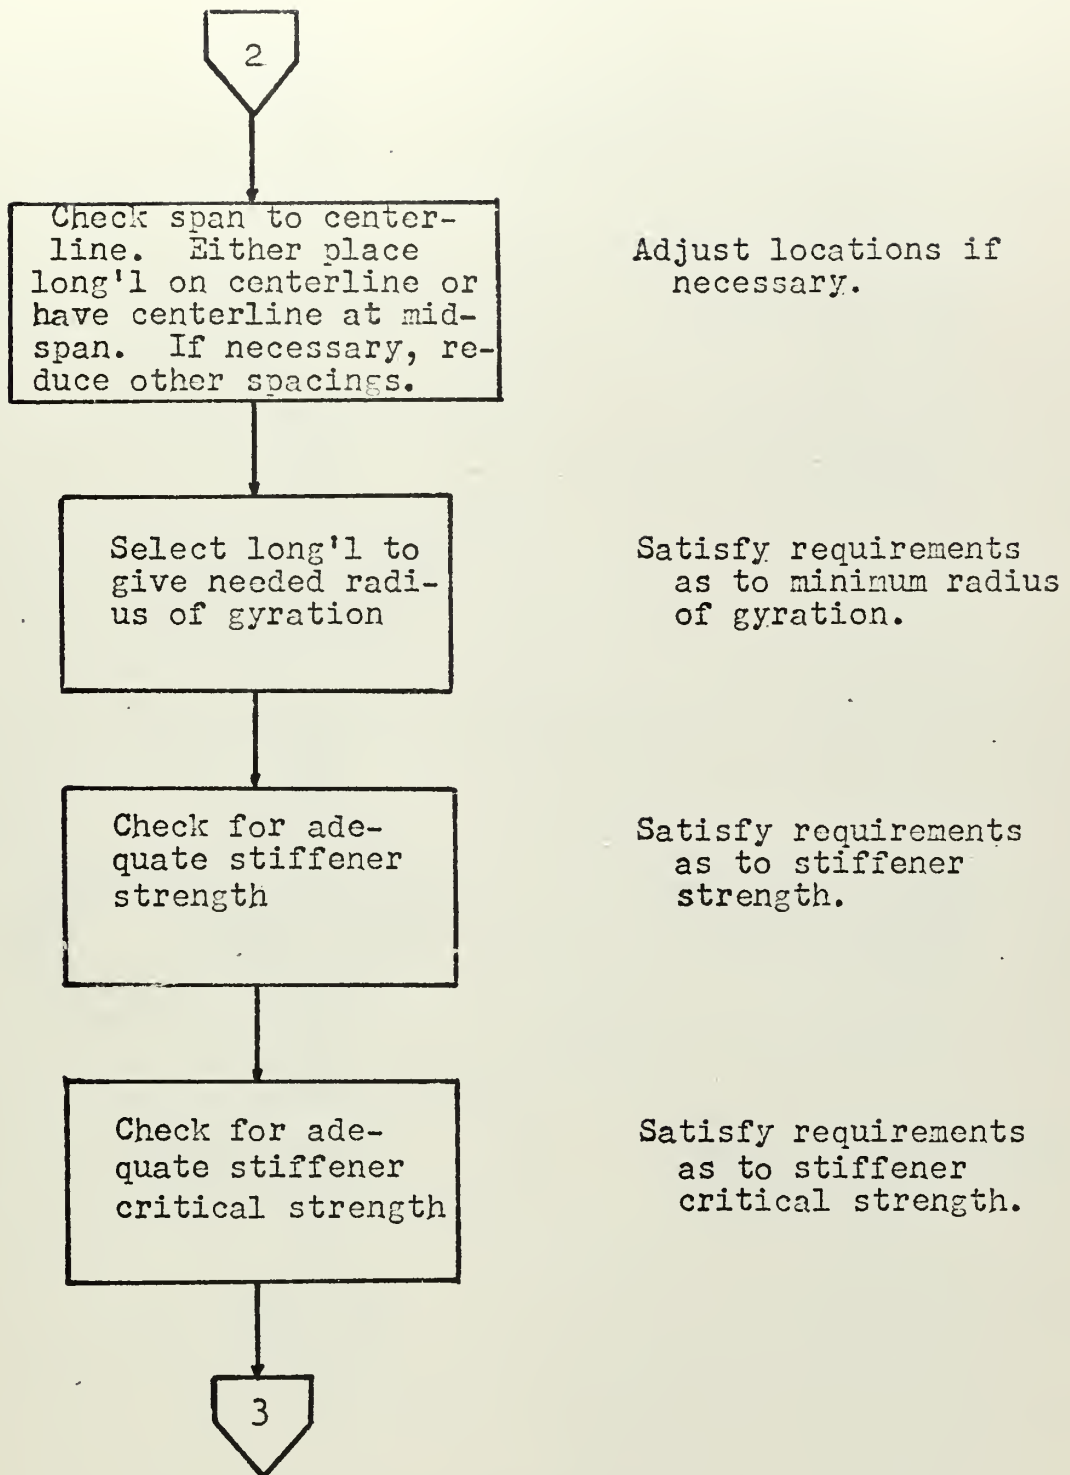 2
Check span to center-
line. Either place
long'l on centerline or
have centerline at mid-
span. If necessary, re-
duce other spacings.
Adjust locations if
necessary.
Select long'l to
give needed radi-
us of gyration
Satisfy requirements
as to minimum radius
of gyration.
Check for ade-
quate stiffener
strength
Satisfy requirements
as to stiffener
strength.
Check for ade-
quate stiffener
critical strength
Satisfy requirements
as to stiffener
critical strength.
3